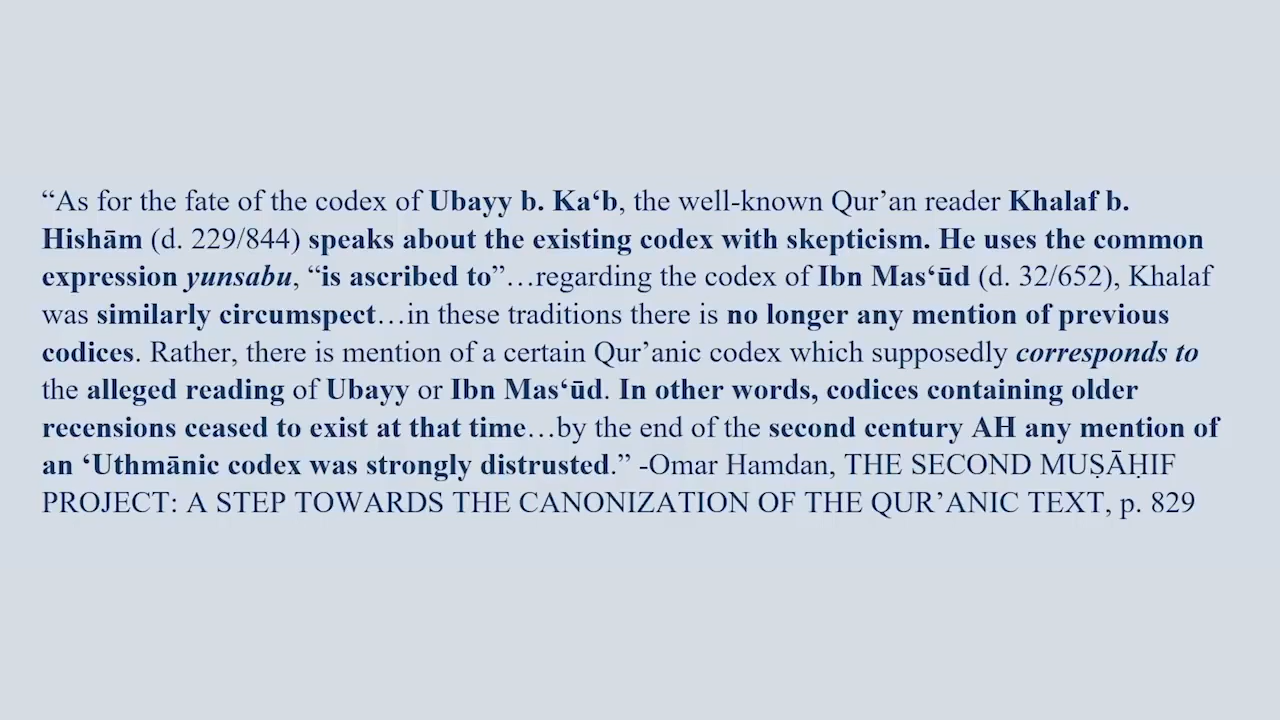 “As for the fate of the codex of Ubayy b. Ka‘b, the well-known Qur’an reader Khalaf b.
Hishām (d. 229/844) speaks about the existing codex with skepticism. He uses the common
expression yunsabu, “is ascribed to”…regarding the codex of Ibn Mas‘ūd (d. 32/652), Khalaf
was similarly circumspect…in these traditions there is no longer any mention of previous
codices. Rather, there is mention of a certain Qur’anic codex which supposedly corresponds to
the alleged reading of Ubayy or Ibn Mas‘ūd. In other words, codices containing older
recensions ceased to exist at that time…by the end of the second century AH any mention of
an ‘Uthmānic codex was strongly distrusted.” -Omar Hamdan, THE SECOND MUṢĀḤIF
PROJECT: A STEP TOWARDS THE CANONIZATION OF THE QUR’ANIC TEXT, p. 829